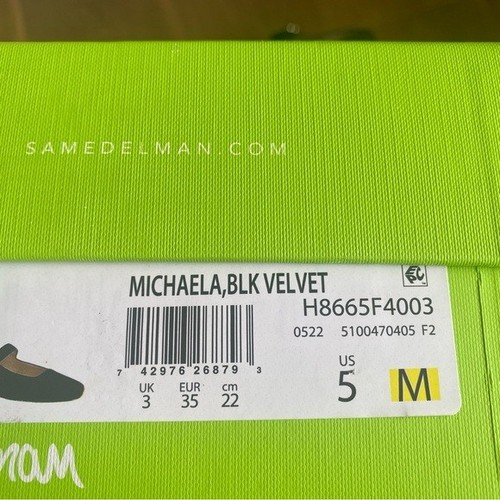 SAMEDELMAN.COM
MICHAELA,BLK VELVET
H8665F4003
0522 5100470405 F2
7 42976 26879 3
UK EUR cm
3 35 22
US
5 M